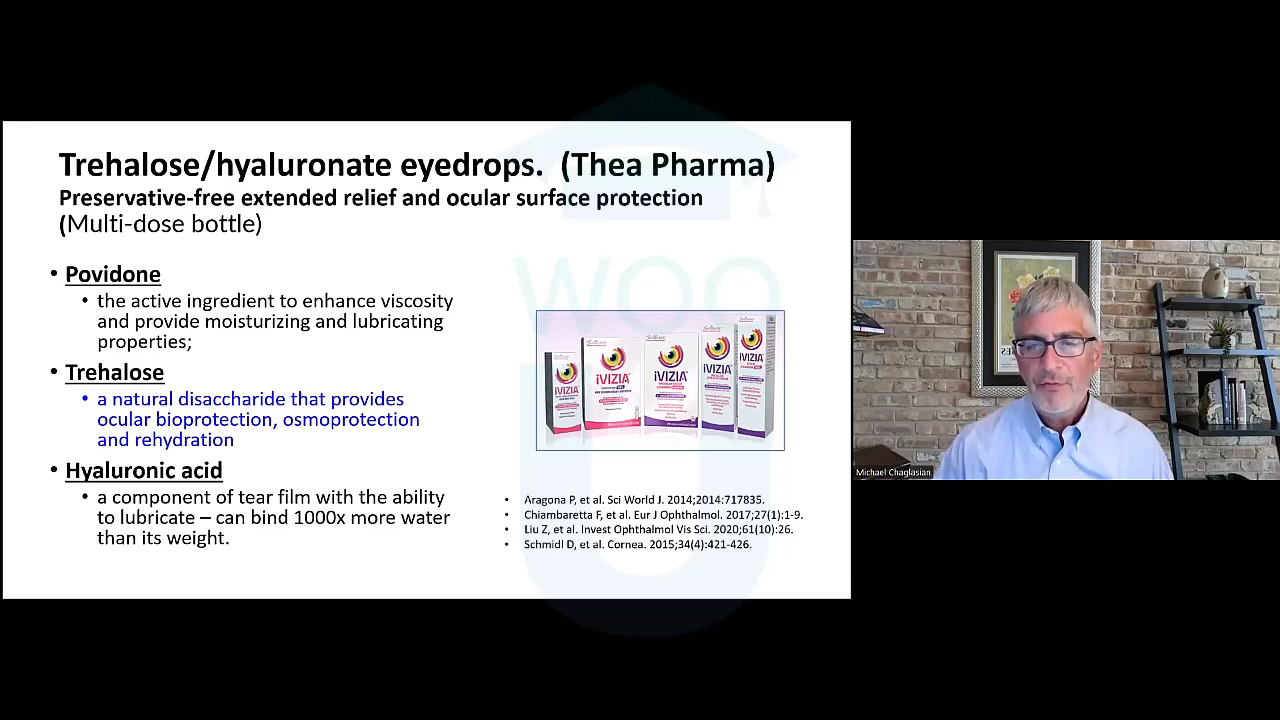 Trehalose/hyaluronate eyedrops. (Thea Pharma)
Preservative-free extended relief and ocular surface protection
(Multi-dose bottle)
• Povidone
• the active ingredient to enhance viscosity
and provide moisturizing and lubricating
properties;
• Trehalose
• a natural disaccharide that provides
ocular bioprotection, osmoprotection
and rehydration
• Hyaluronic acid
• a component of tear film with the ability
to lubricate – can bind 1000x more water
than its weight.
iVIZIA
iVIZIA
iVIZIA
iVIZIA
iVIZIA
• Aragona P, et al. Sci World J. 2014;2014:717835.
• Chiambaretta F, et al. Eur J Ophthalmol. 2017;27(1):1-9.
• Liu Z, et al. Invest Ophthalmol Vis Sci. 2020;61(10):26.
• Schmidl D, et al. Cornea. 2015;34(4):421-426.
WOO
U
Michael Chaglasian